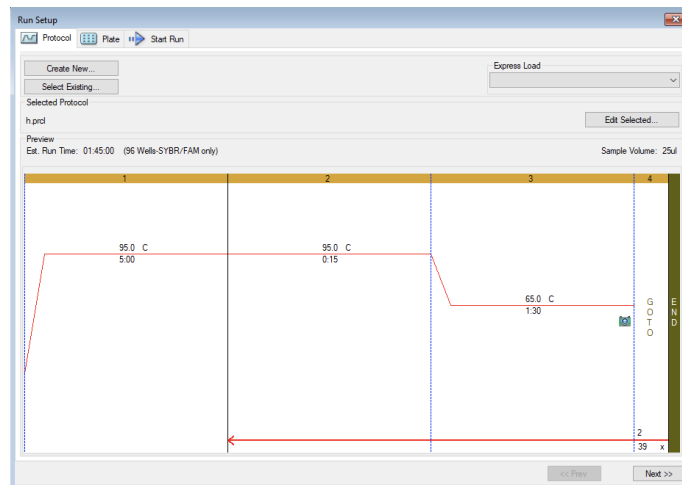 Run Setup
Protocol Plate Start Run
Create New...
Express Load
Select Existing...
Selected Protocol
h.prcl
Edit Selected...
Preview
Est. Run Time: 01:45:00 (96 Wells-SYBR/FAM only) Sample Volume: 25ul
1 2 3 4
95.0 C 95.0 C
5:00 0:15
65.0 C
1:30
GOTO
END
2
39 x
<< Prev Next >>